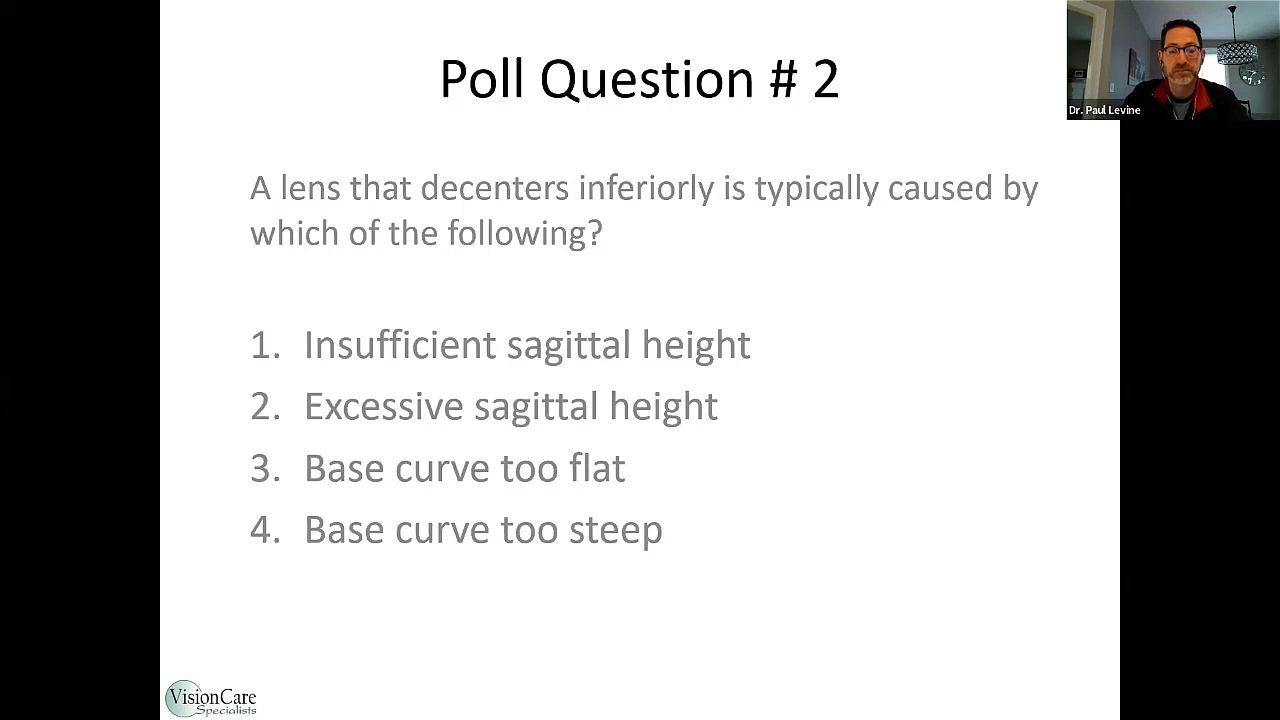 Poll Question # 2
Dr. Paul Levine
A lens that decenters inferiorly is typically caused by
which of the following?
1. Insufficient sagittal height
2. Excessive sagittal height
3. Base curve too flat
4. Base curve too steep
VisionCare
Specialists